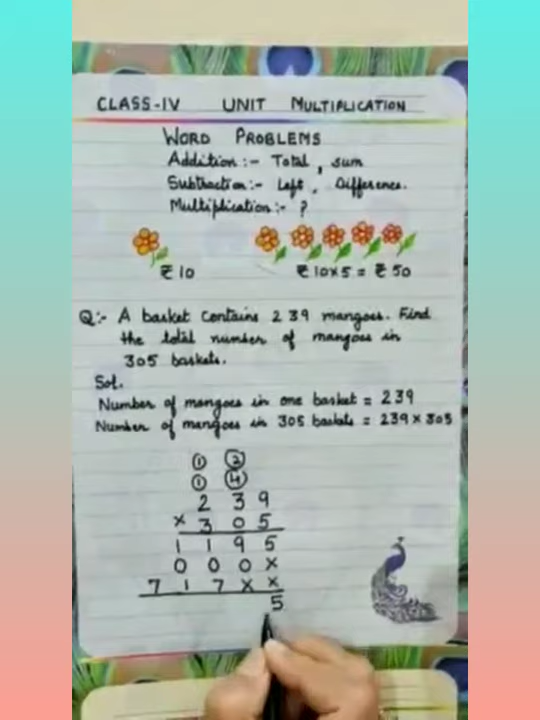 CLASS-IV UNIT MULTIPLICATION
WORD PROBLEMS
Addition:- Total, sum
Subtraction:- Left, Difference.
Multiplication:- ?
₹ 10 ₹ 10x5 = ₹ 50
Q:- A basket contains 239 mangoes. Find
the total number of mangoes in
305 baskets.
Sol.
Number of mangoes in one basket = 239
Number of mangoes in 305 baskets = 239 x 305
① ②
① ④
2 3 9
x 3 0 5
1 1 9 5
0 0 0 x
7 1 7 x x
5